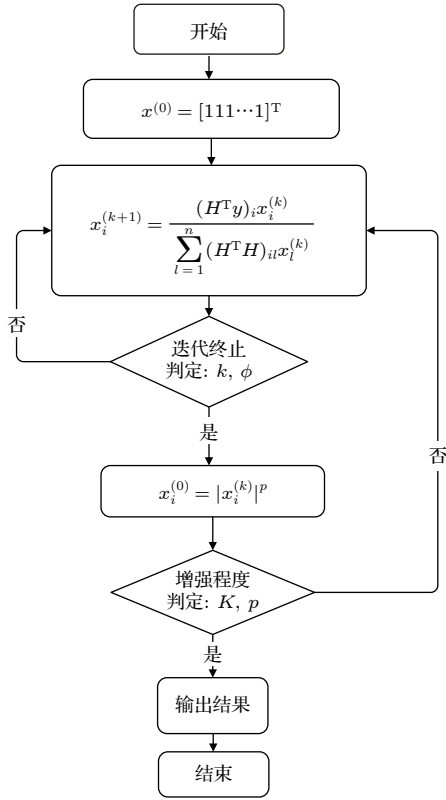 开始
x^{(0)} = [111⋯1]^T
x_i^{(k+1)} = \frac{(H^T y)_i x_i^{(k)}}{\sum_{l=1}^{n} (H^T H)_{il} x_l^{(k)}}
否
迭代终止
判定: k, ϕ
是
否
x_i^{(0)} = |x_i^{(k)}|^p
增强程度
判定: K, p
是
输出结果
结束